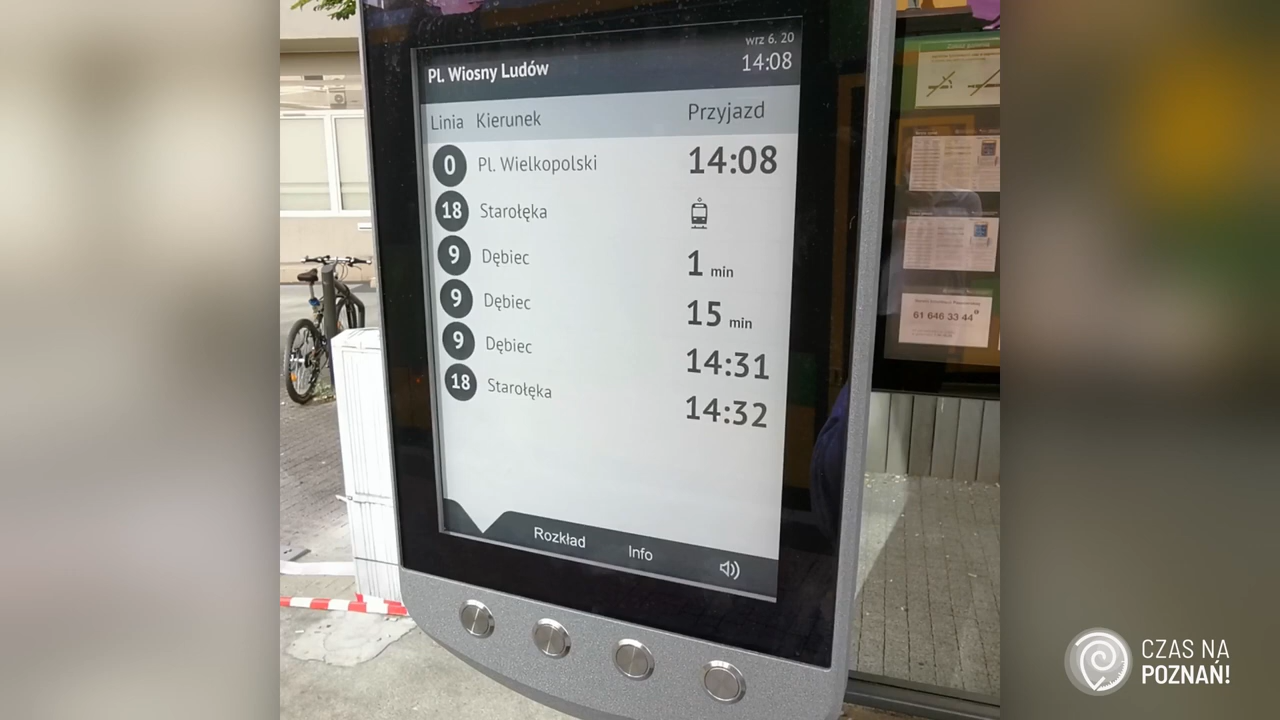 wrz 6. 20
Pl. Wiosny Ludów 14:08
Linia Kierunek Przyjazd
0 Pl. Wielkopolski 14:08
18 Starołęka
9 Dębiec 1 min
9 Dębiec 15 min
9 Dębiec 14:31
18 Starołęka 14:32
Rozkład Info
61 646 33 44
CZAS NA
POZNAŃ!